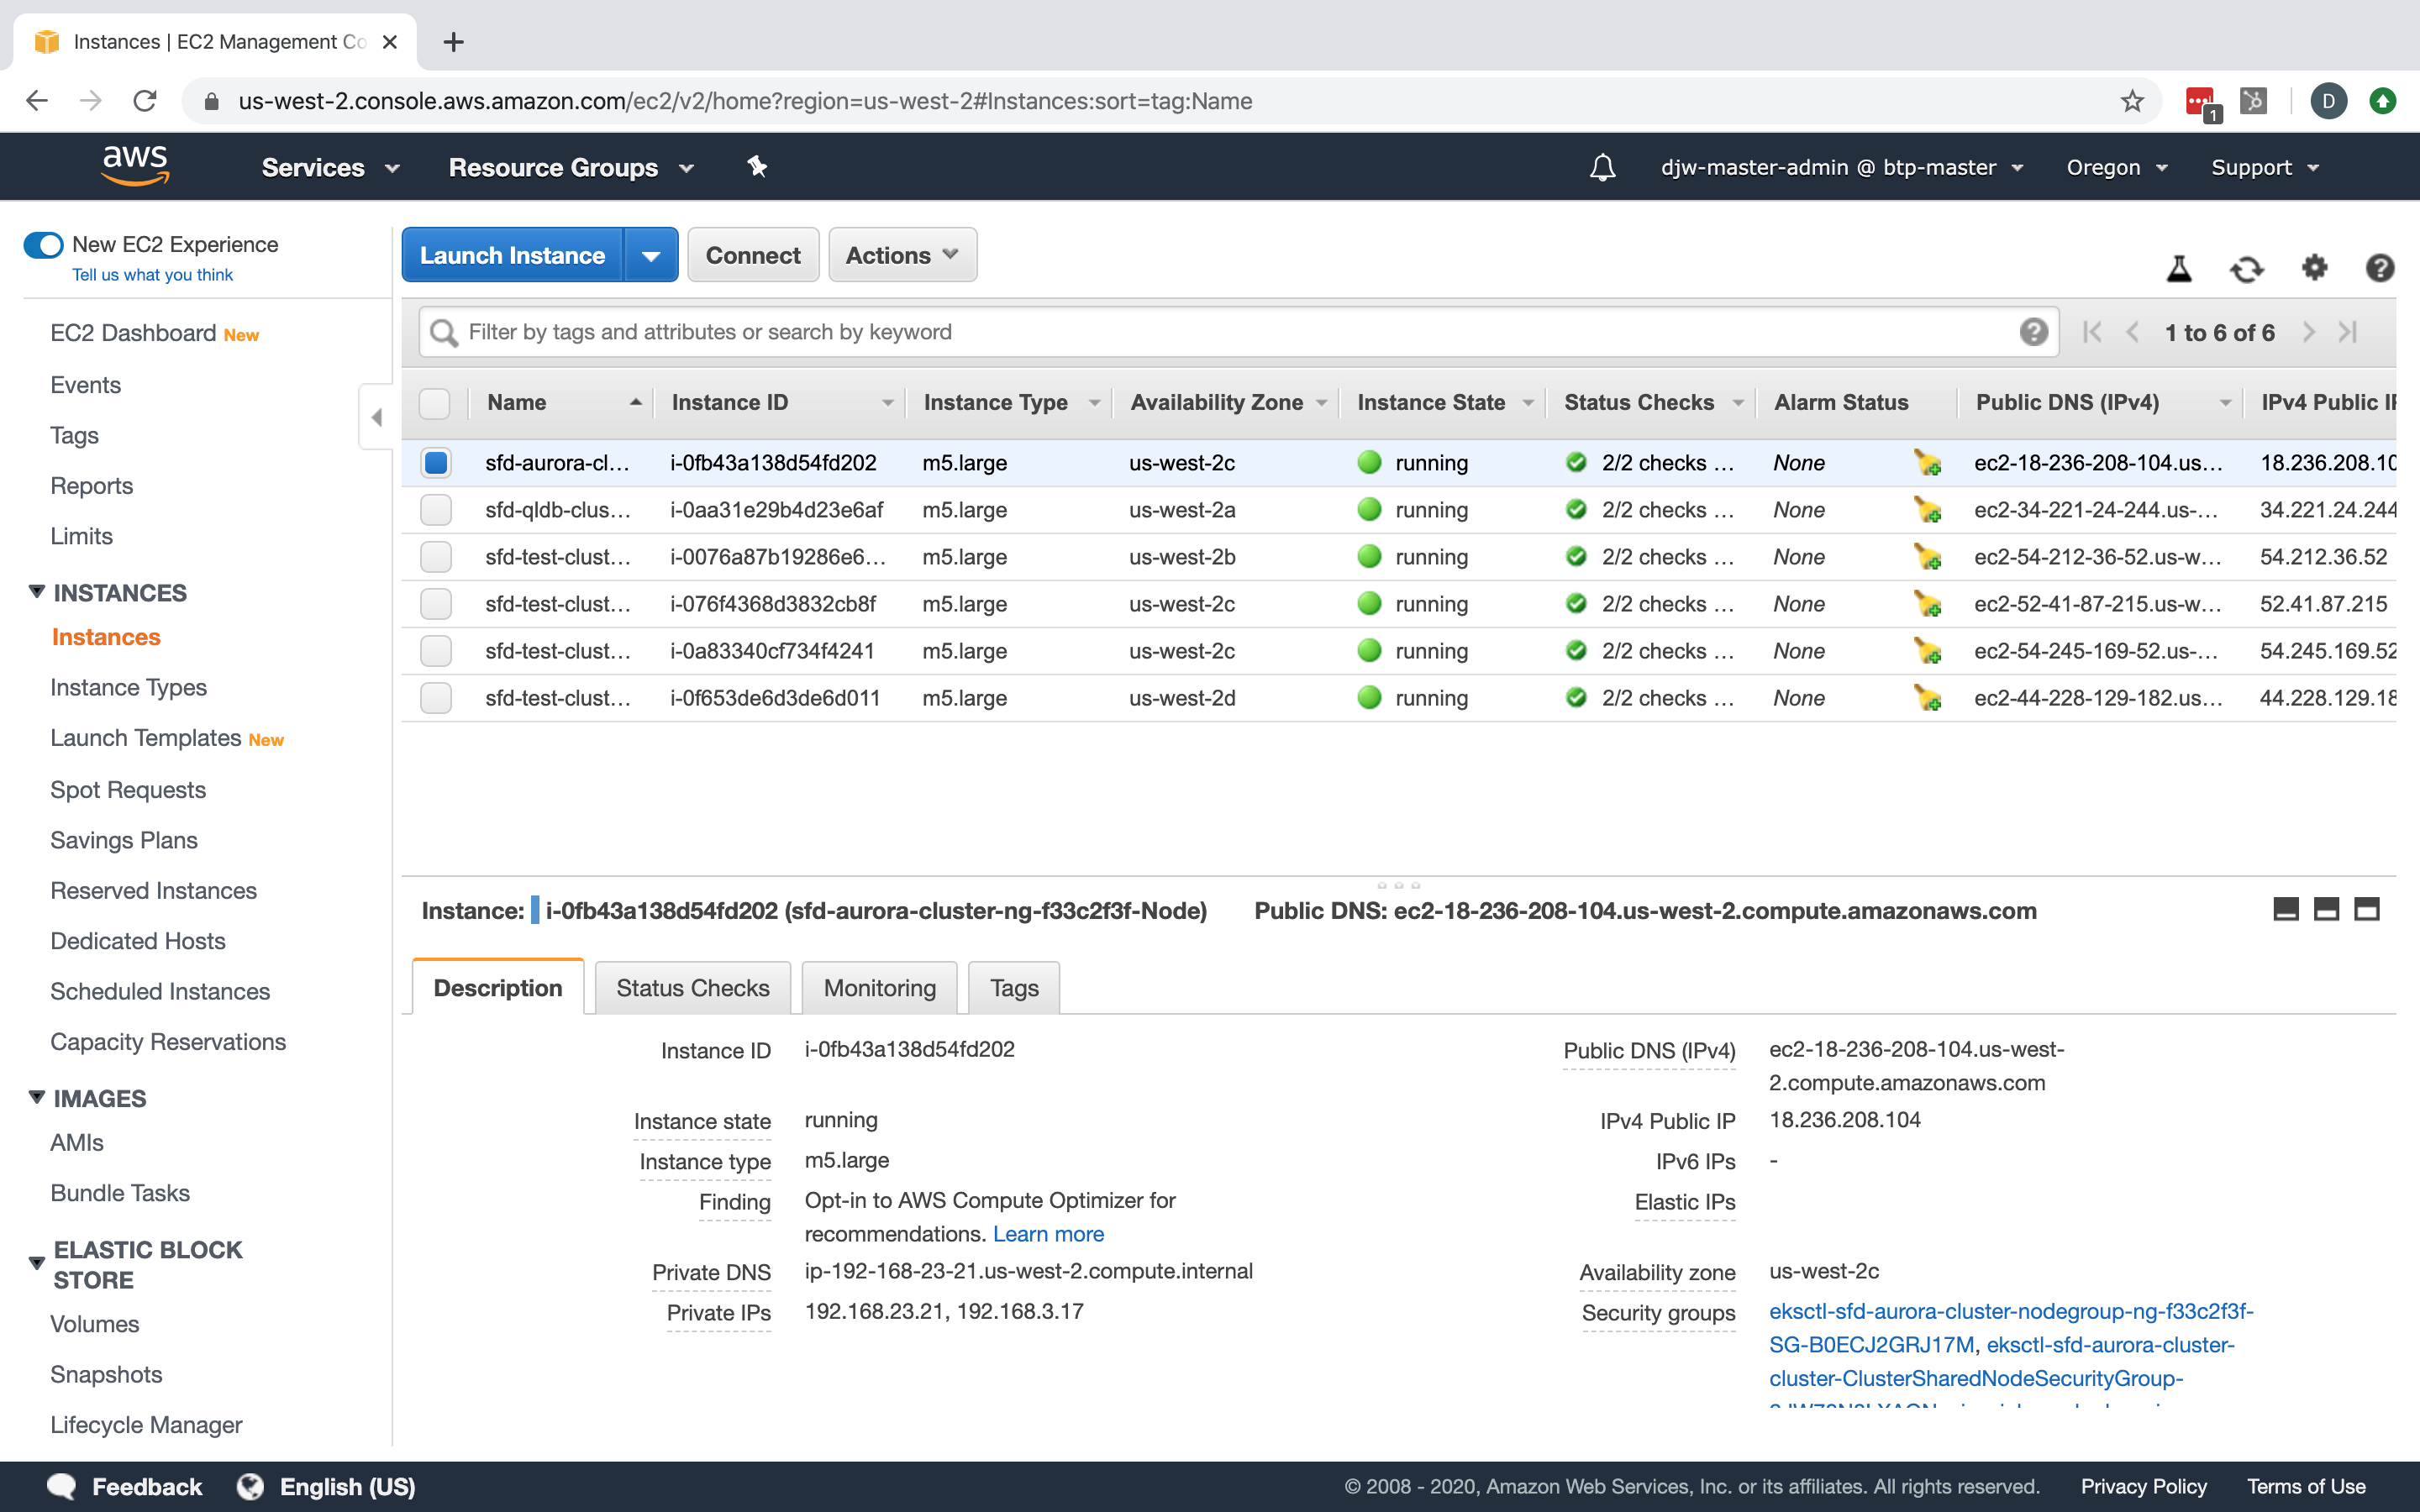 Instances | EC2 Management Co
us-west-2.console.aws.amazon.com/ec2/v2/home?region=us-west-2#Instances:sort=tag:Name
1
D
aws Services Resource Groups djw-master-admin @ btp-master Oregon Support
New EC2 Experience
Tell us what you think
EC2 Dashboard New
Events
Tags
Reports
Limits
INSTANCES
Instances
Instance Types
Launch Templates New
Spot Requests
Savings Plans
Reserved Instances
Dedicated Hosts
Scheduled Instances
Capacity Reservations
IMAGES
AMIs
Bundle Tasks
ELASTIC BLOCK
STORE
Volumes
Snapshots
Lifecycle Manager
Launch Instance Connect Actions
Filter by tags and attributes or search by keyword 1 to 6 of 6
Name Instance ID Instance Type Availability Zone Instance State Status Checks Alarm Status Public DNS (IPv4) IPv4 Public
sfd-aurora-cl... i-0fb43a138d54fd202 m5.large us-west-2c running 2/2 checks ... None ec2-18-236-208-104.us... 18.236.208.10
sfd-qldb-clus... i-0aa31e29b4d23e6af m5.large us-west-2a running 2/2 checks ... None ec2-34-221-24-244.us-... 34.221.24.244
sfd-test-clust... i-0076a87b19286e6... m5.large us-west-2b running 2/2 checks ... None ec2-54-212-36-52.us-w... 54.212.36.52
sfd-test-clust... i-076f4368d3832cb8f m5.large us-west-2c running 2/2 checks ... None ec2-52-41-87-215.us-w... 52.41.87.215
sfd-test-clust... i-0a83340cf734f4241 m5.large us-west-2c running 2/2 checks ... None ec2-54-245-169-52.us-... 54.245.169.52
sfd-test-clust... i-0f653de6d3de6d011 m5.large us-west-2d running 2/2 checks ... None ec2-44-228-129-182.us... 44.228.129.18
Instance: i-0fb43a138d54fd202 (sfd-aurora-cluster-ng-f33c2f3f-Node) Public DNS: ec2-18-236-208-104.us-west-2.compute.amazonaws.com
Description Status Checks Monitoring Tags
Instance ID i-0fb43a138d54fd202
Instance state running
Instance type m5.large
Finding Opt-in to AWS Compute Optimizer for
recommendations. Learn more
Private DNS ip-192-168-23-21.us-west-2.compute.internal
Private IPs 192.168.23.21, 192.168.3.17
Public DNS (IPv4) ec2-18-236-208-104.us-west-
2.compute.amazonaws.com
IPv4 Public IP 18.236.208.104
IPv6 IPs -
Elastic IPs
Availability zone us-west-2c
Security groups eksctl-sfd-aurora-cluster-nodegroup-ng-f33c2f3f-
SG-B0ECJ2GRJ17M, eksctl-sfd-aurora-cluster-
cluster-ClusterSharedNodeSecurityGroup-
Feedback English (US) © 2008 - 2020, Amazon Web Services, Inc. or its affiliates. All rights reserved. Privacy Policy Terms of Use